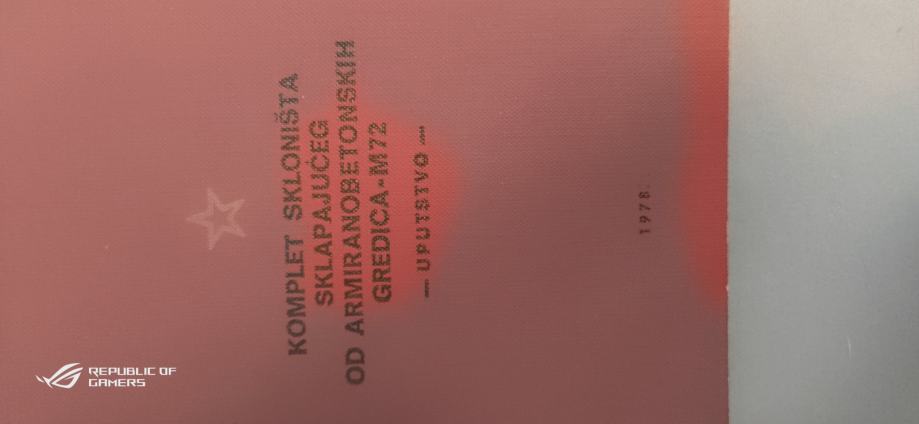 KOMPLET SKLONIŠTA
SKLAPAJUĆEG
OD ARMIRANOBETONSKIH
GREDICA-M72
— UPUTSTVO —
1978.
REPUBLIC OF
GAMERS